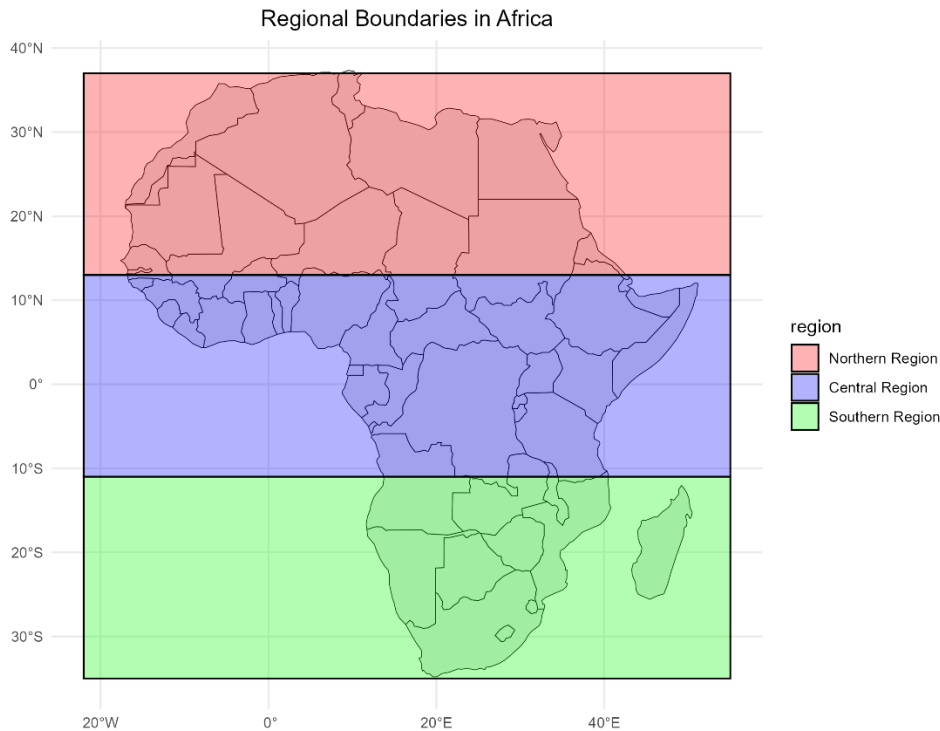 Regional Boundaries in Africa
40°N
30°N
20°N
10°N
0°
10°S
20°S
30°S
20°W
0°
20°E
40°E
region
Northern Region
Central Region
Southern Region